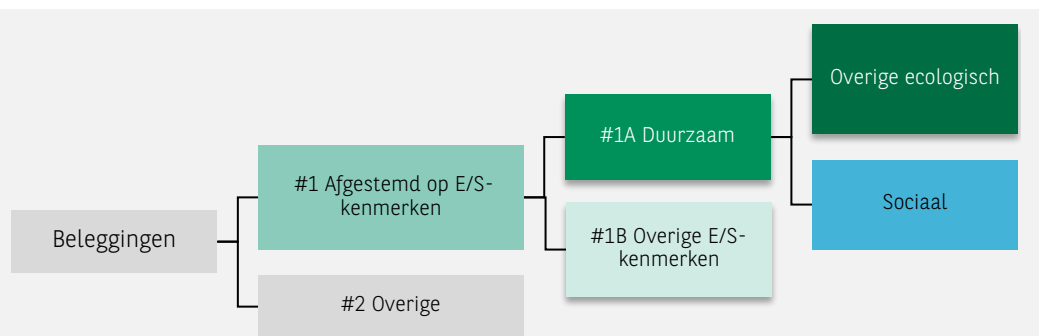 Beleggingen
#1 Afgestemd op E/S-
kenmerken
#2 Overige
#1A Duurzaam
#1B Overige E/S-
kenmerken
Overige ecologisch
Sociaal